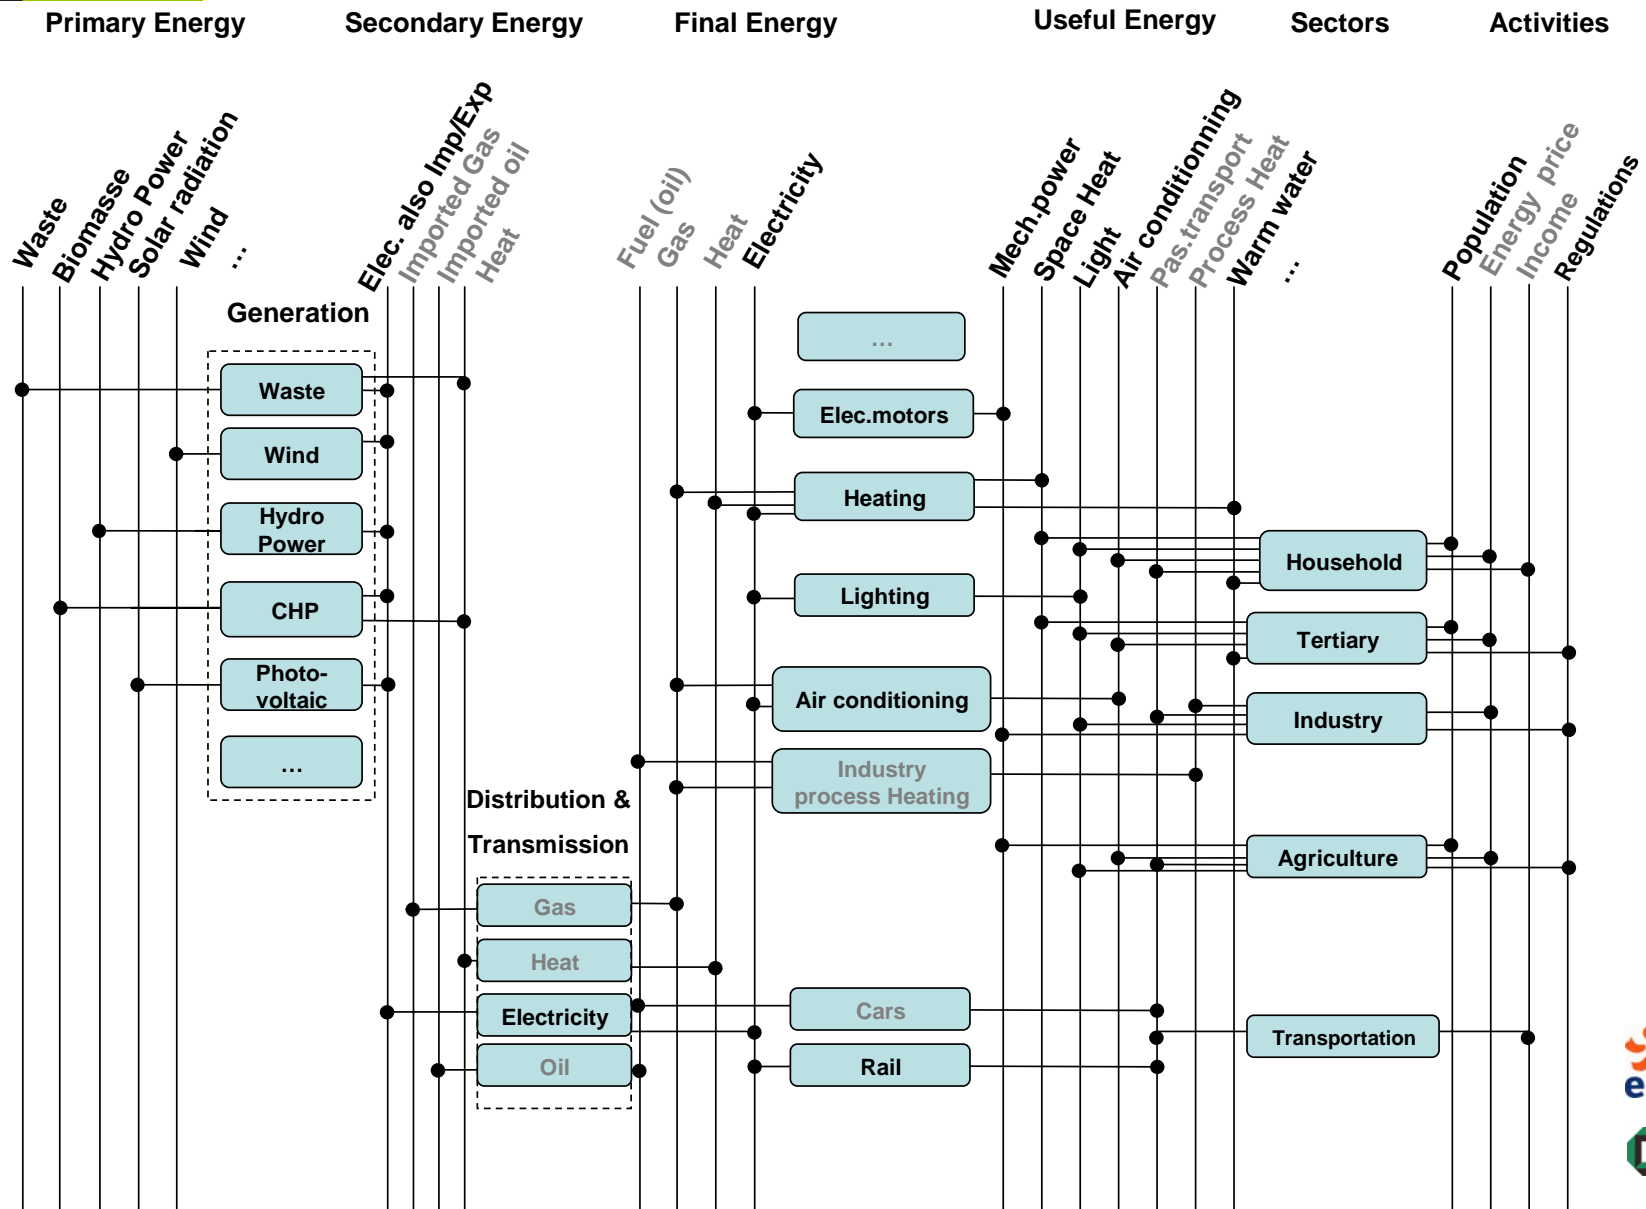 Primary Energy
Secondary Energy
Final Energy
Useful Energy
Sectors
Activities
Waste
Biomasse
Hydro Power
Solar radiation
Wind
...
Elec. also Imp/Exp
Imported Gas
Imported oil
Heat
Fuel (oil)
Gas
Heat
Electricity
Mech.power
Space Heat
Light
Air conditionning
Pas.transport
Process Heat
Warm water
...
Population
Energy price
Income
Regulations
Generation
Waste
Wind
Hydro
Power
CHP
Photo-
voltaic
...
Distribution &
Transmission
Gas
Heat
Electricity
Oil
...
Elec.motors
Heating
Lighting
Air conditioning
Industry
process Heating
Cars
Rail
Household
Tertiary
Industry
Agriculture
Transportation